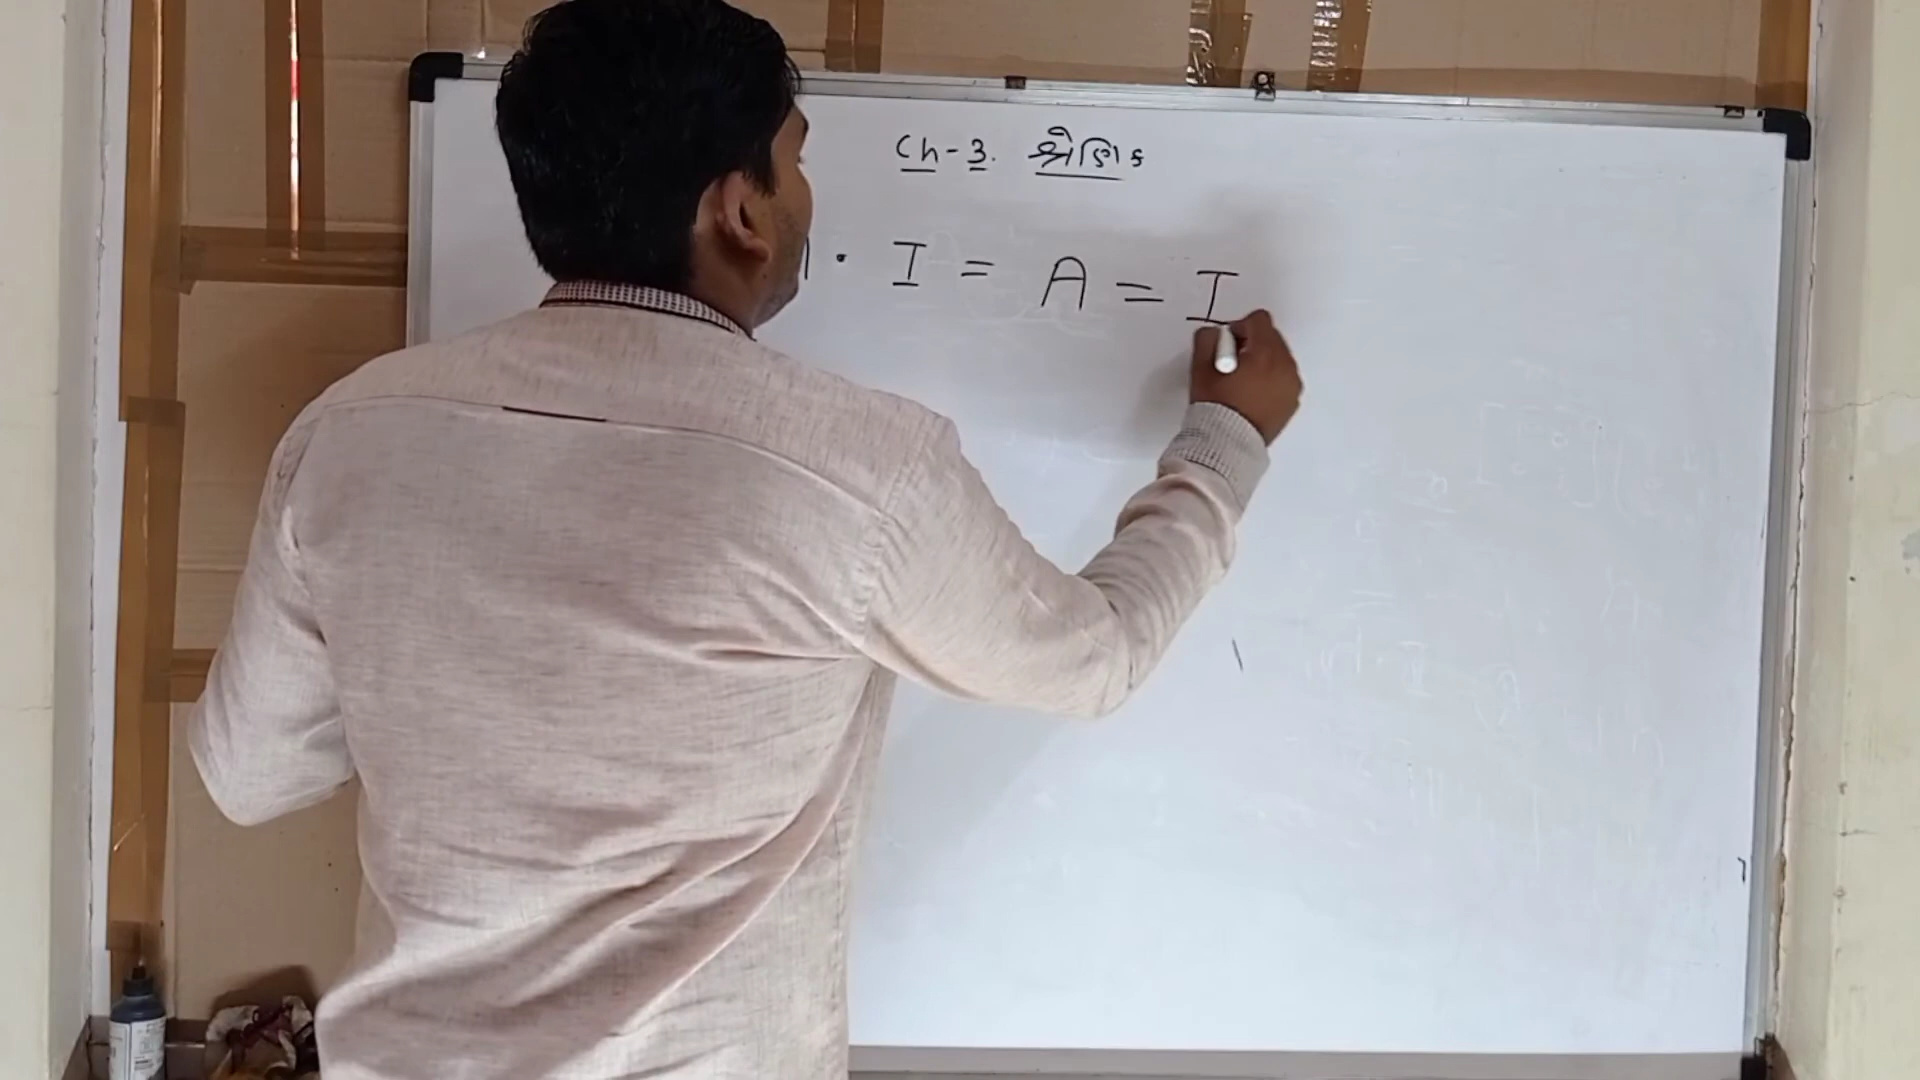 Ch-3. श्रेणिक
· I = A = I